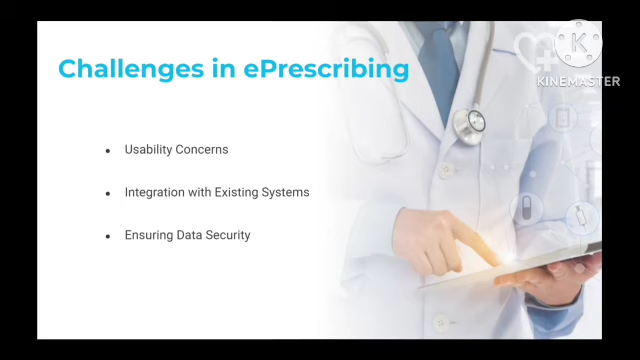 Challenges in ePrescribing
K
KINEMASTER
• Usability Concerns
• Integration with Existing Systems
• Ensuring Data Security